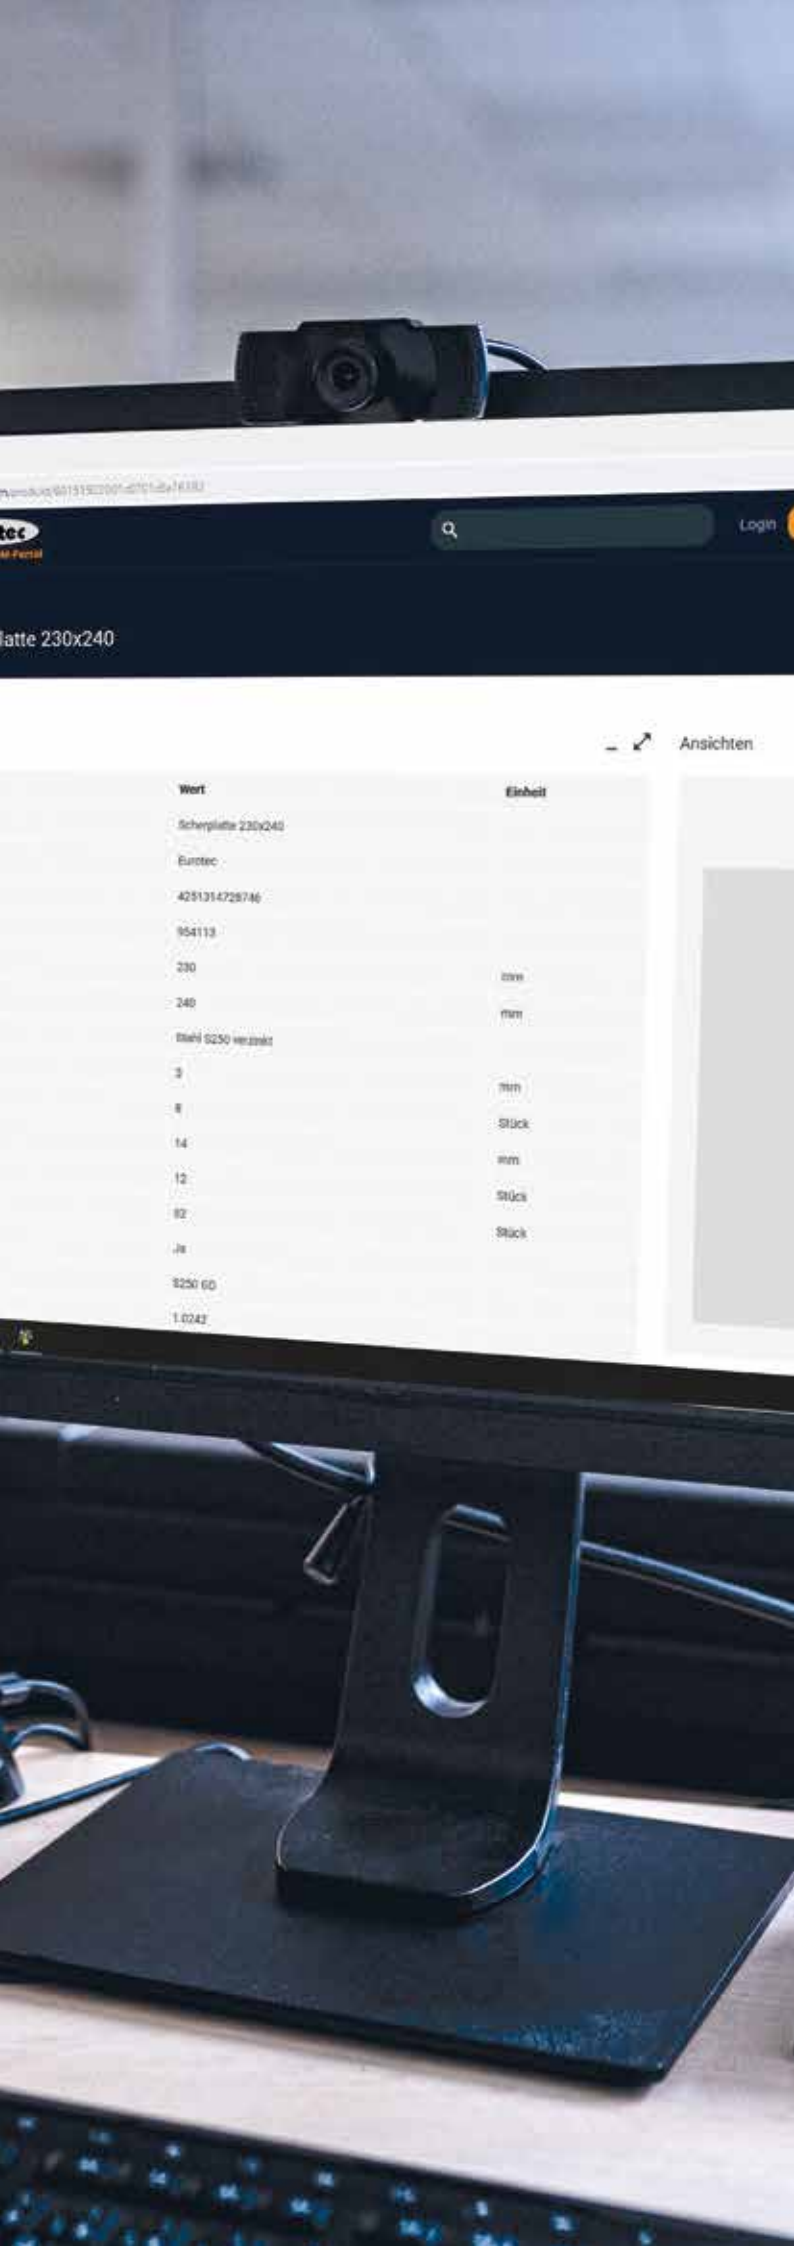 tec
M-Portal
Login
latte 230x240
Ansichten
Wert Einheit
Scherplatte 230x240
Eurotec
4251314728746
954113
230 mm
240 mm
Stahl S250 verzinkt
3 mm
8 Stück
14 mm
12 Stück
82 Stück
Ja
S250 GD
1.0242